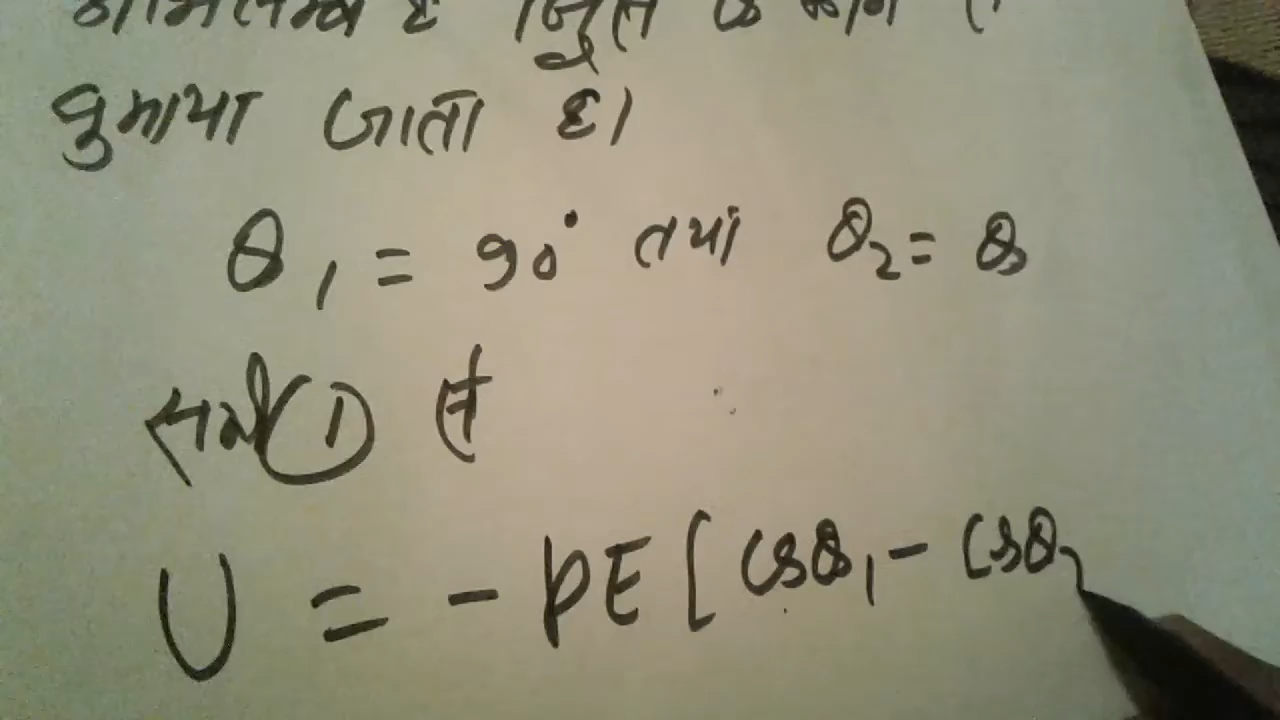 घुमाया जाता है।
θ₁ = 90° तथा θ₂ = θ
समी① से
U = - pE [ cosθ₁ - cosθ₂